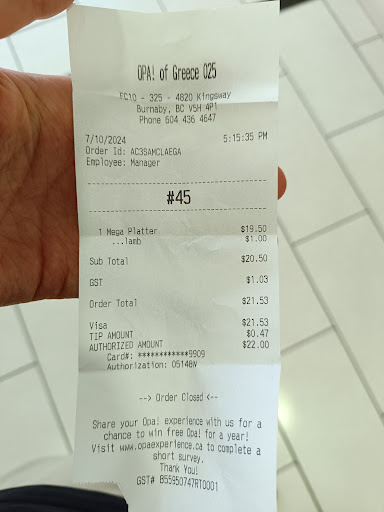 OPA! of Greece 025
FC10 - 325 - 4820 Kingsway
Burnaby, BC V5H 4P1
Phone 604 436 4647
7/10/2024 5:15:35 PM
Order Id: AC3SAMCLAEGA
Employee: Manager
#45
1 Mega Platter $19.50
...lamb $1.00
Sub Total $20.50
GST $1.03
Order Total $21.53
Visa $21.53
TIP AMOUNT $0.47
AUTHORIZED AMOUNT $22.00
Card#: ************9909
Authorization: 05148W
--> Order Closed <--
Share your Opa! experience with us for a
chance to win free Opa! for a year!
Visit www.opaexperience.ca to complete a
short survey.
Thank You!
GST# 855950747RT0001